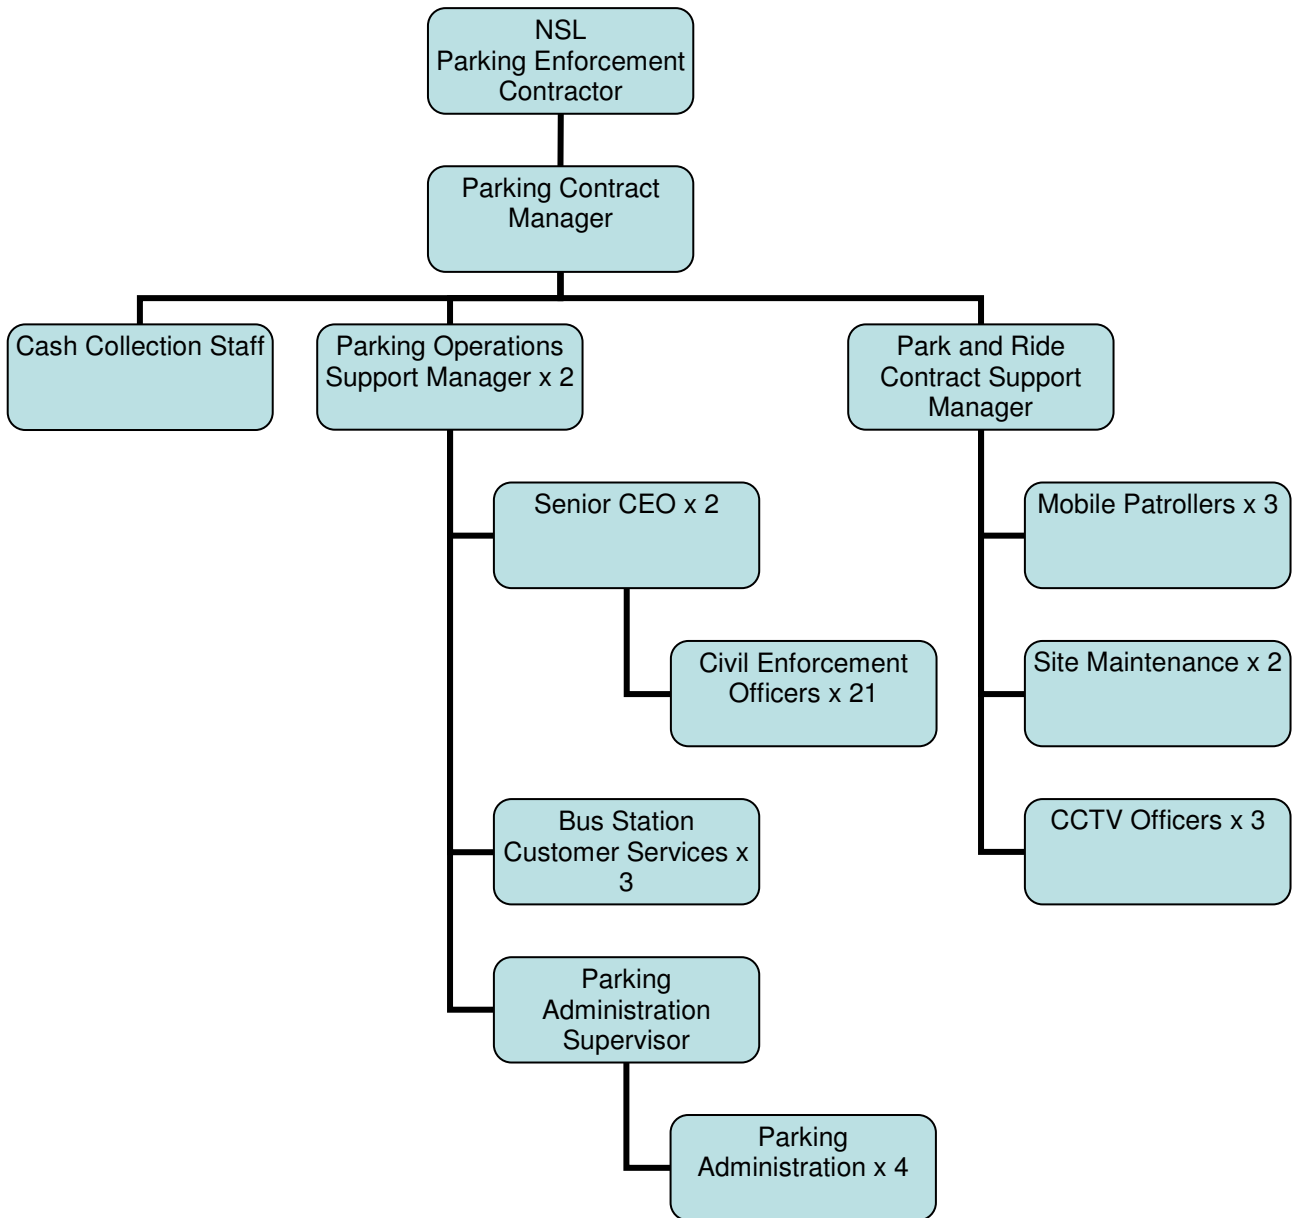 NSL
Parking Enforcement
Contractor
Parking Contract
Manager
Cash Collection Staff
Parking Operations
Support Manager x 2
Park and Ride
Contract Support
Manager
Senior CEO x 2
Mobile Patrollers x 3
Civil Enforcement
Officers x 21
Site Maintenance x 2
Bus Station
Customer Services x
3
CCTV Officers x 3
Parking
Administration
Supervisor
Parking
Administration x 4